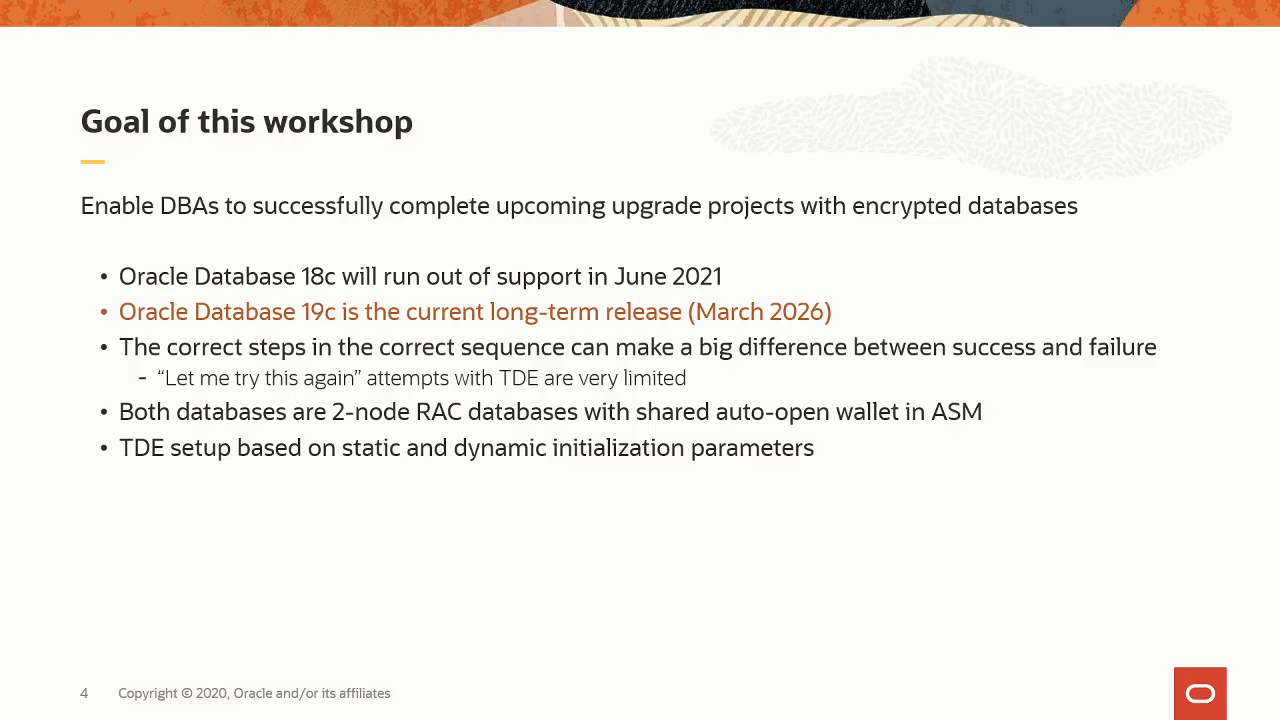 Goal of this workshop
Enable DBAs to successfully complete upcoming upgrade projects with encrypted databases
• Oracle Database 18c will run out of support in June 2021
• Oracle Database 19c is the current long-term release (March 2026)
• The correct steps in the correct sequence can make a big difference between success and failure
- “Let me try this again” attempts with TDE are very limited
• Both databases are 2-node RAC databases with shared auto-open wallet in ASM
• TDE setup based on static and dynamic initialization parameters
4 Copyright © 2020, Oracle and/or its affiliates